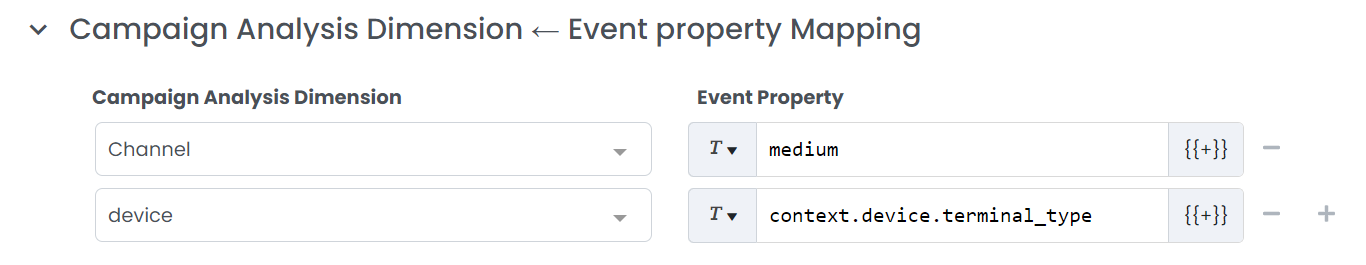 Campaign Analysis Dimension ← Event property Mapping
Campaign Analysis Dimension Event Property
Channel T medium {{+}} −
device T context.device.terminal_type {{+}} − +